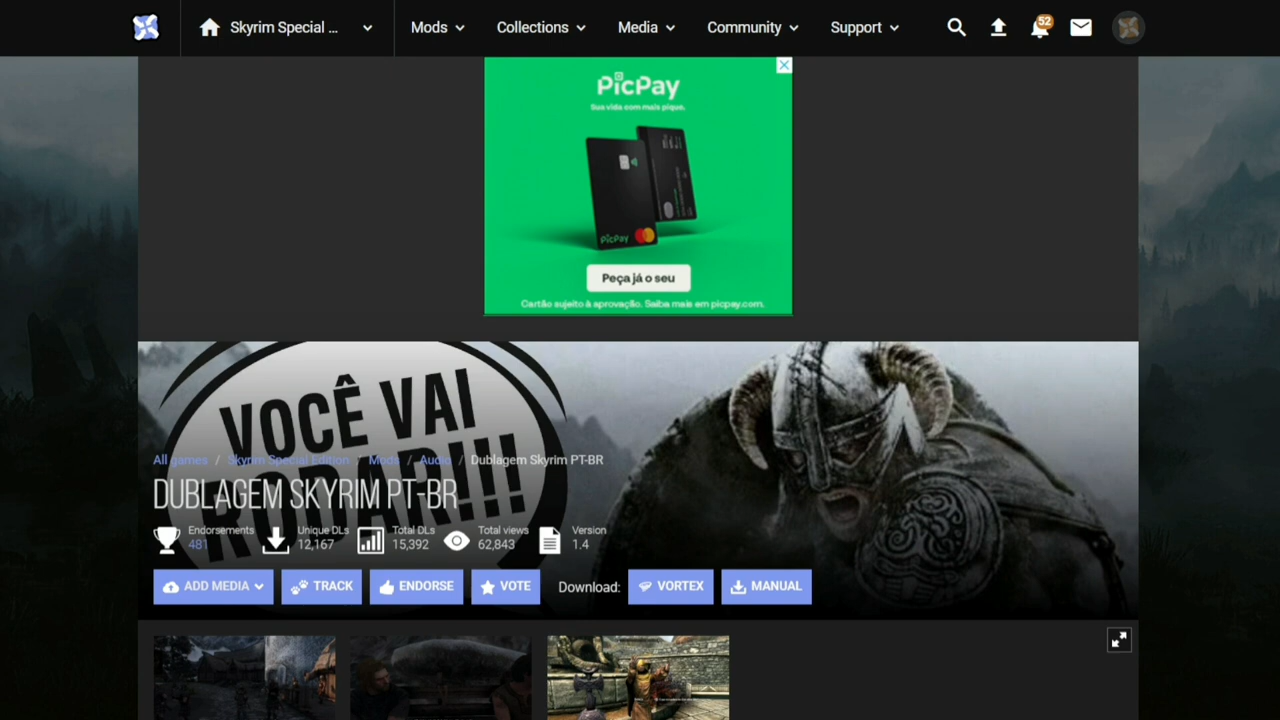 Skyrim Special ...
Mods
Collections
Media
Community
Support
52
PicPay
Sua vida com mais pique.
PicPay
Peça já o seu
Cartão sujeito à aprovação. Saiba mais em picpay.com.
VOCÊ VAI
All games / Skyrim Special Edition / Mods / Audio / Dublagem Skyrim PT-BR
DUBLAGEM SKYRIM PT-BR
Endorsements
481
Unique DLs
12,167
Total DLs
15,392
Total views
62,843
Version
1.4
ADD MEDIA
TRACK
ENDORSE
VOTE
Download:
VORTEX
MANUAL